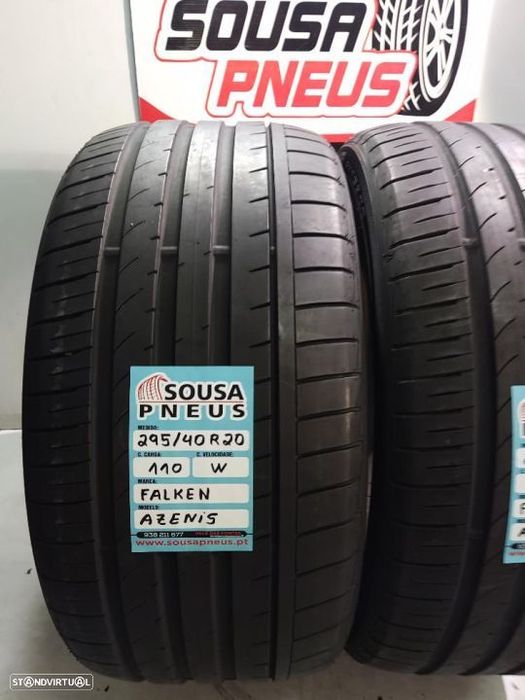 SOUSA
PNEUS
SOUSA
PNEUS
MEDIDA:
295/40 R20
C. CARGA:
C. VELOCIDADE:
110
W
MARCA:
FALKEN
MODELO:
AZENIS
938 211 677
www.sousapneus.pt
STANDVIRTUAL